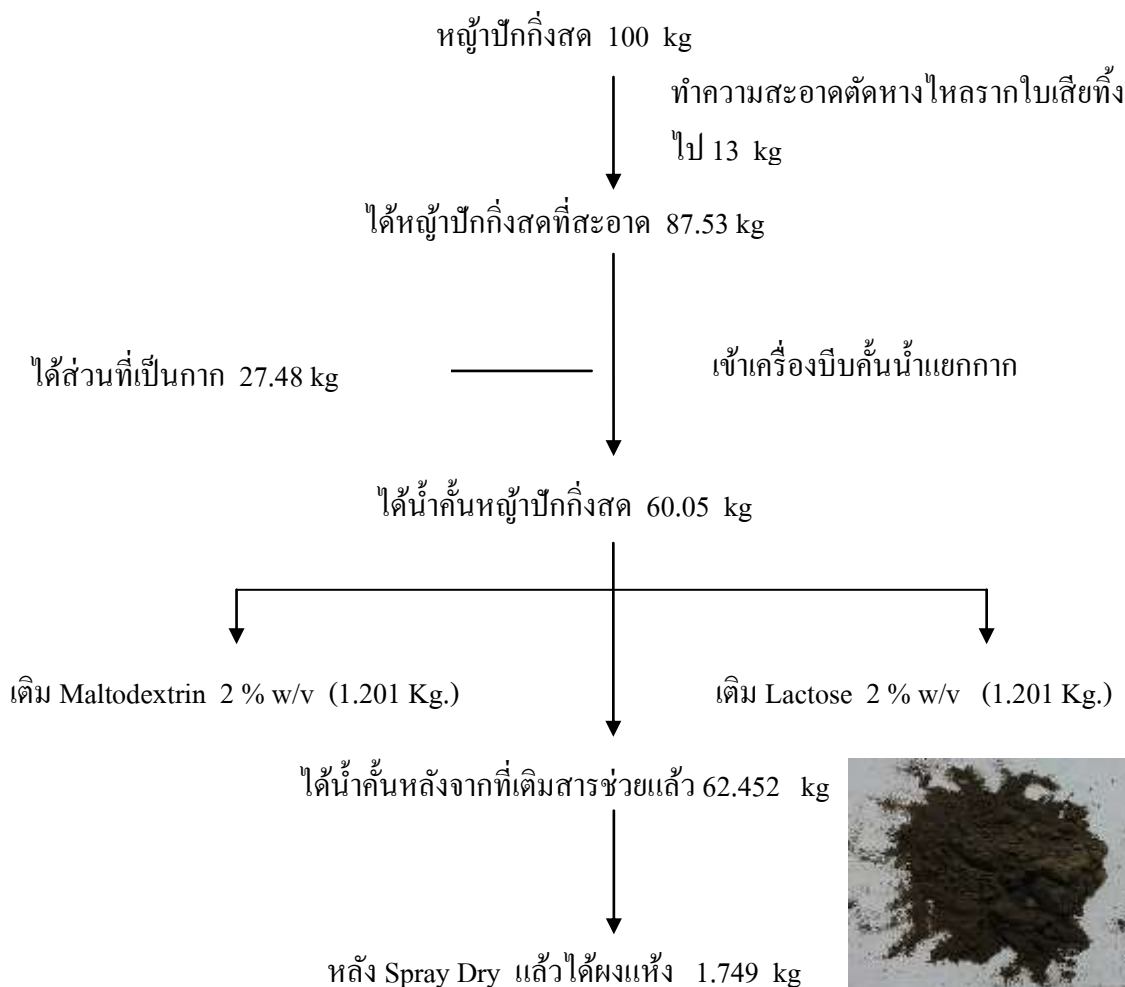 หญ้าปักกิ่งสด 100 kg
ทำความสะอาดตัดหางไหลรากใบเสียทิ้ง
ไป 13 kg
ได้หญ้าปักกิ่งสดที่สะอาด 87.53 kg
ได้ส่วนที่เป็นกาก 27.48 kg
เข้าเครื่องบีบคั้นน้ำแยกกาก
ได้น้ำคั้นหญ้าปักกิ่งสด 60.05 kg
เติม Maltodextrin 2 % w/v (1.201 Kg.)
เติม Lactose 2 % w/v (1.201 Kg.)
ได้น้ำคั้นหลังจากที่เติมสารช่วยแล้ว 62.452 kg
หลัง Spray Dry แล้วได้ผงแห้ง 1.749 kg